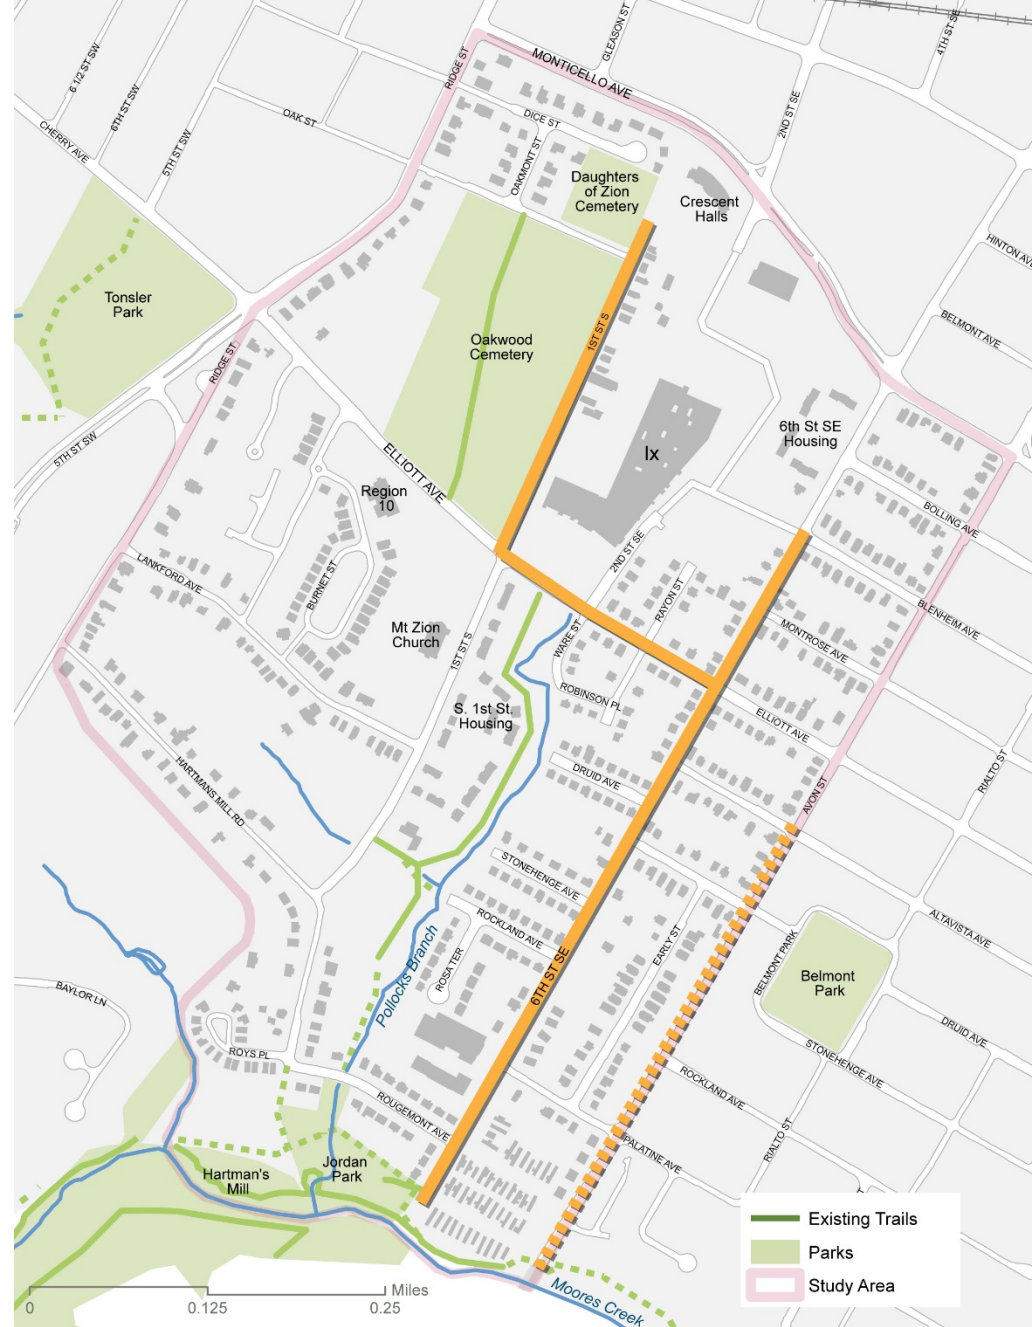 GLEASON ST
4TH ST SE
6 1/2 ST SW
6TH ST SW
RIDGE ST
MONTICELLO AVE
2ND ST SE
OAK ST
DICE ST
CHERRY AVE
5TH ST SW
OAKMONT ST
Daughters
of Zion
Cemetery
Crescent
Halls
HINTON AVE
Tonsler
Park
BELMONT AVE
Oakwood
Cemetery
1ST ST S
RIDGE ST
5TH ST SW
ELLIOTT AVE
6th St SE
Housing
Ix
Region
10
BOLLING AVE
2ND ST SE
LANKFORD AVE
BURNET ST
RAYON ST
BLENHEIM AVE
Mt Zion
Church
1ST ST S
WARE ST
MONTROSE AVE
ROBINSON PL
S. 1st St.
Housing
ELLIOTT AVE
HARTMANS MILL RD
DRUID AVE
RIALTO ST
AVON ST
STONEHENGE AVE
ROCKLAND AVE
ALTAVISTA AVE
EARLY ST
BELMONT PARK
Belmont
Park
ROSA TER
6TH ST SE
Pollocks Branch
BAYLOR LN
DRUID AVE
STONEHENGE AVE
ROYS PL
ROCKLAND AVE
ROUGEMONT AVE
PALATINE AVE
RIALTO ST
Hartman's
Mill
Jordan
Park
Existing Trails
Parks
Study Area
Moores Creek
Miles
0
0.125
0.25